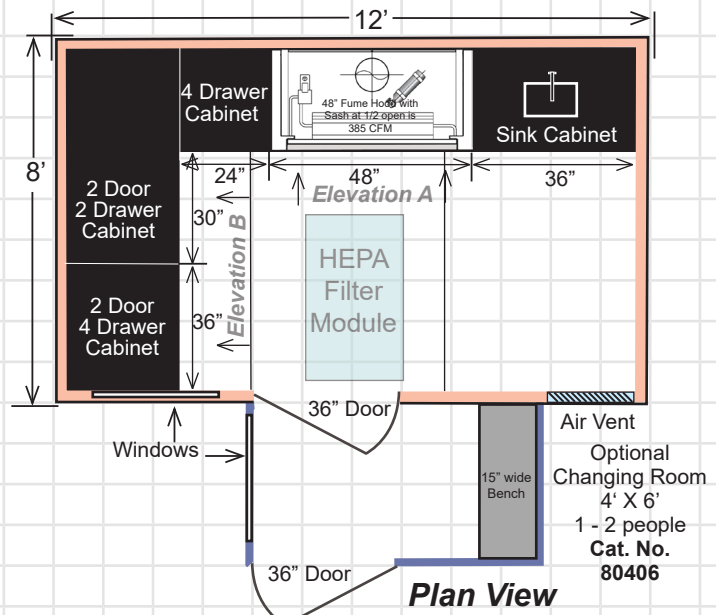 12'
8'
4 Drawer
Cabinet
48" Fume Hood with
Sash at 1/2 open is
385 CFM
Sink Cabinet
24"
48"
36"
Elevation A
2 Door
2 Drawer
Cabinet
30"
Elevation B
HEPA
Filter
Module
2 Door
4 Drawer
Cabinet
36"
36" Door
Air Vent
Windows
15" wide
Bench
Optional
Changing Room
4' X 6'
1 - 2 people
Cat. No.
80406
36" Door
Plan View